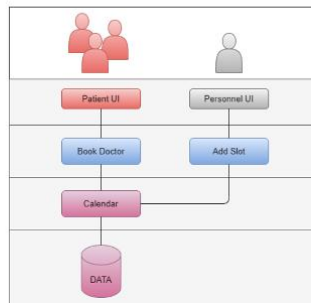 Patient UI
Personnel UI
Book Doctor
Add Slot
Calendar
DATA